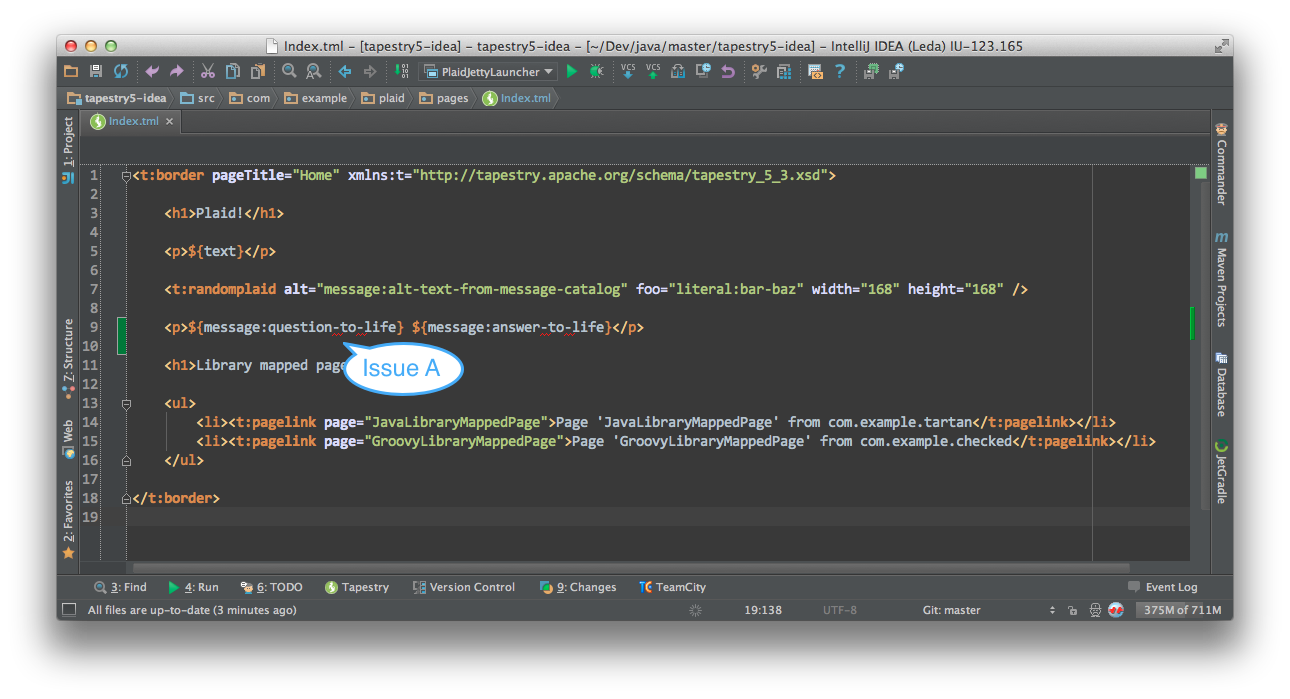 Index.tml – [tapestry5-idea] – tapestry5-idea – [~/Dev/java/master/tapestry5-idea] – IntelliJ IDEA (Leda) IU-123.165
PlaidJettyLauncher VCS VCS
tapestry5-idea src com example plaid pages Index.tml
Index.tml
1: Project
7: Structure
Web
2: Favorites
1 <t:border pageTitle="Home" xmlns:t="http://tapestry.apache.org/schema/tapestry_5_3.xsd">
2
3 <h1>Plaid!</h1>
4
5 <p>${text}</p>
6
7 <t:randomplaid alt="message:alt-text-from-message-catalog" foo="literal:bar-baz" width="168" height="168" />
8
9 <p>${message:question-to-life} ${message:answer-to-life}</p>
10
11 <h1>Library mapped page
Issue A
12
13 <ul>
14 <li><t:pagelink page="JavaLibraryMappedPage">Page 'JavaLibraryMappedPage' from com.example.tartan</t:pagelink></li>
15 <li><t:pagelink page="GroovyLibraryMappedPage">Page 'GroovyLibraryMappedPage' from com.example.checked</t:pagelink></li>
16 </ul>
17
18 </t:border>
19
Commander
m Maven Projects
Database
JetGradle
3: Find 4: Run 6: TODO Tapestry Version Control 9: Changes TeamCity Event Log
All files are up-to-date (3 minutes ago) 19:138 UTF-8 Git: master 375M of 711M